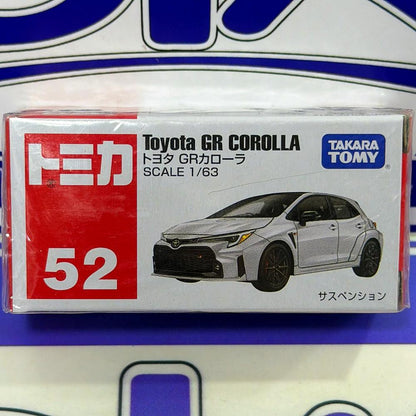 トミカ
52
Toyota GR COROLLA
トヨタ GRカローラ
SCALE 1/63
TAKARA
TOMY
サスペンション